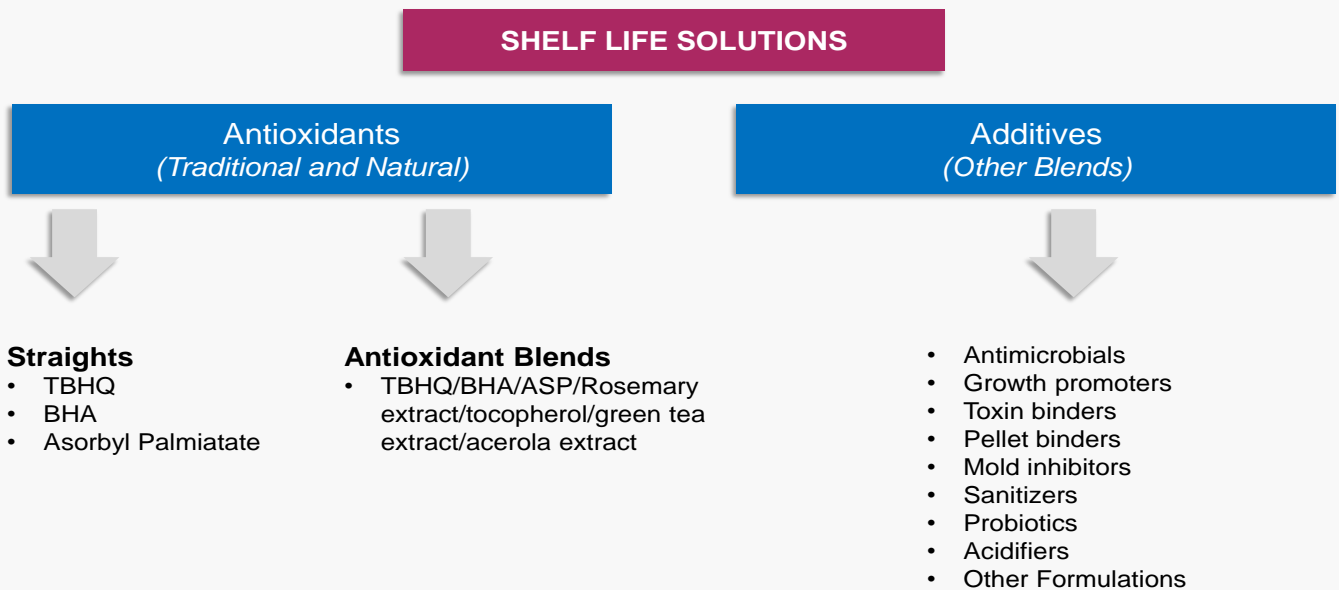 SHELF LIFE SOLUTIONS
Antioxidants
(Traditional and Natural)
Additives
(Other Blends)
Straights
• TBHQ
• BHA
• Asorbyl Palmiatate
Antioxidant Blends
• TBHQ/BHA/ASP/Rosemary
extract/tocopherol/green tea
extract/acerola extract
• Antimicrobials
• Growth promoters
• Toxin binders
• Pellet binders
• Mold inhibitors
• Sanitizers
• Probiotics
• Acidifiers
• Other Formulations